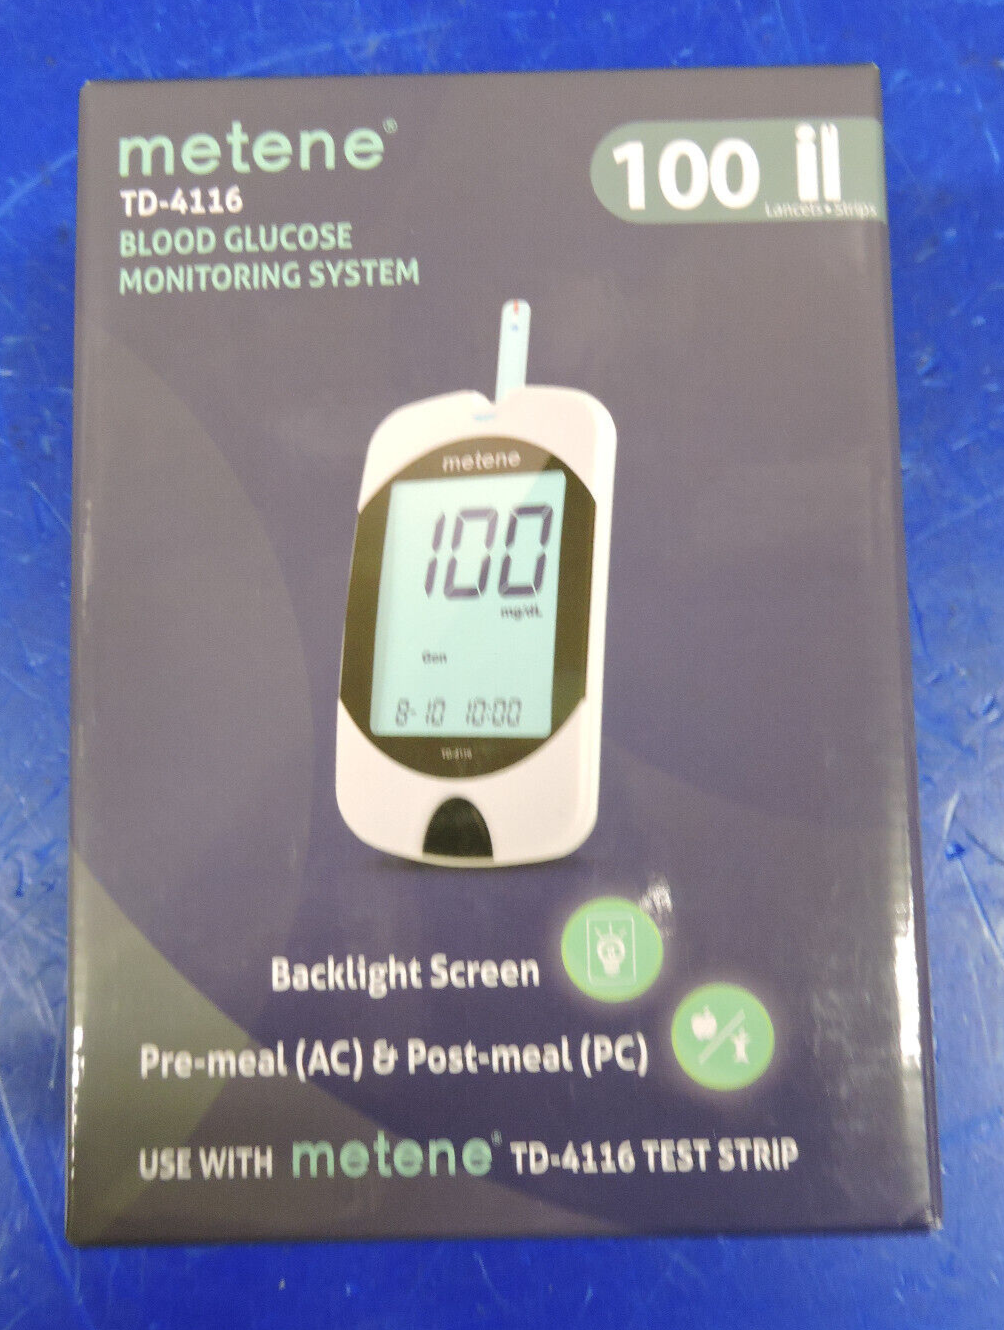 metene®
TD-4116
BLOOD GLUCOSE
MONITORING SYSTEM
100
Lancets • Strips
metene
100
mg/dL
Gen
8-10 10:00
TD-4116
Backlight Screen
Pre-meal (AC) & Post-meal (PC)
USE WITH metene® TD-4116 TEST STRIP